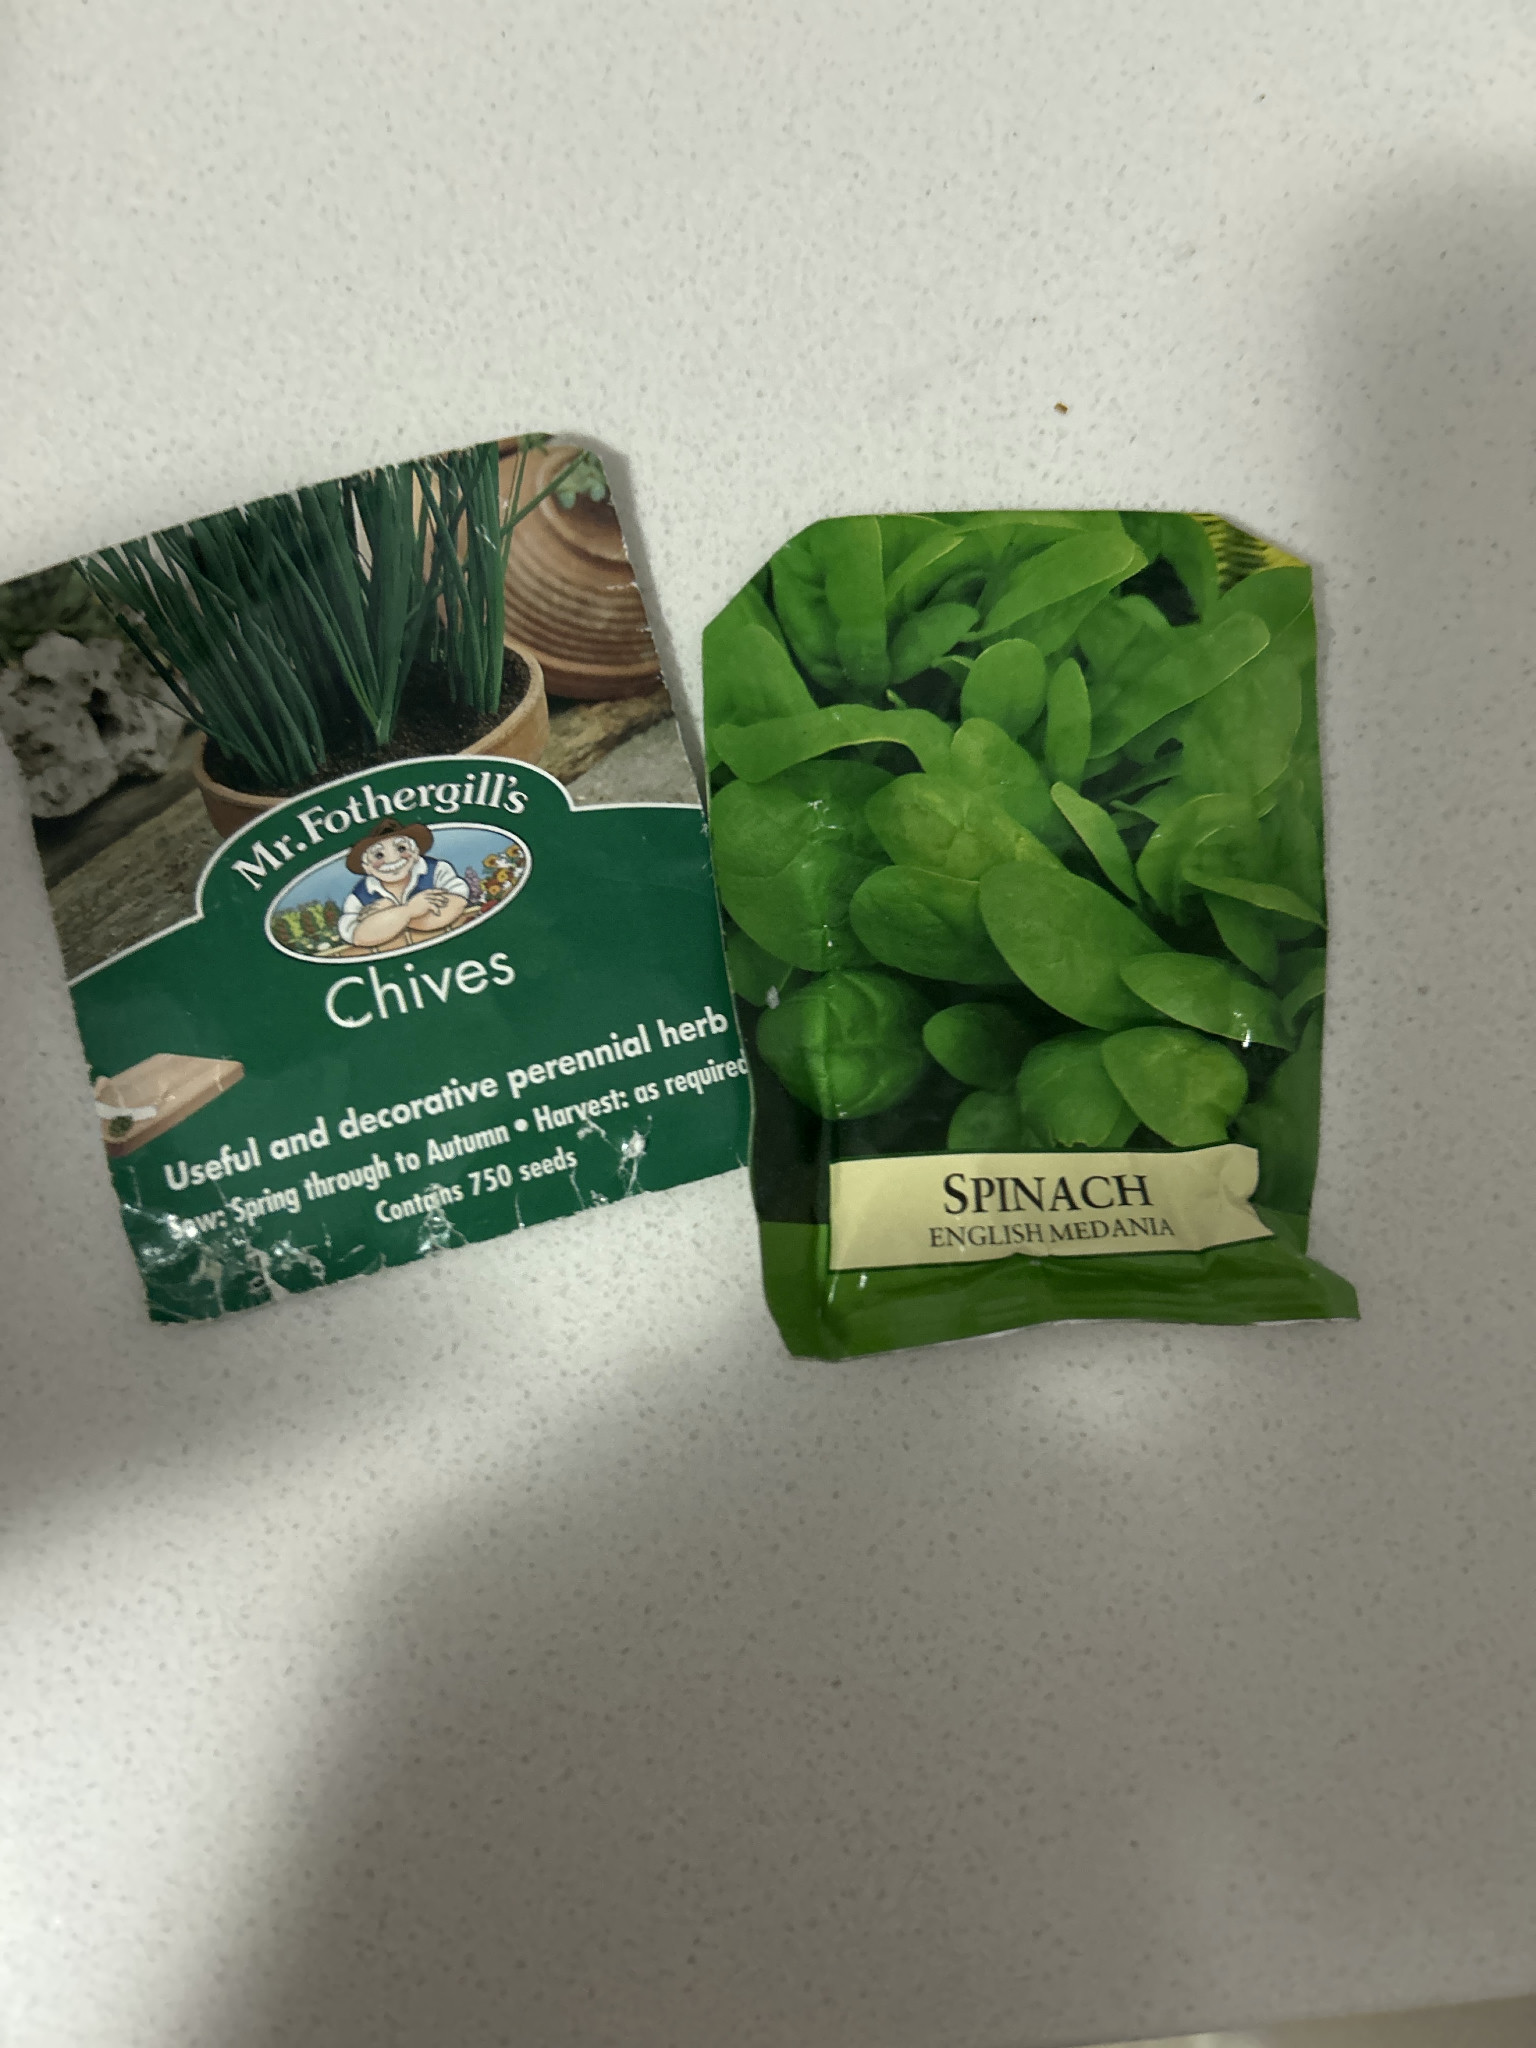 Mr. Fothergill's
Chives
Useful and decorative perennial herb
Sow: Spring through to Autumn • Harvest: as required
Contains 750 seeds
SPINACH
ENGLISH MEDANIA